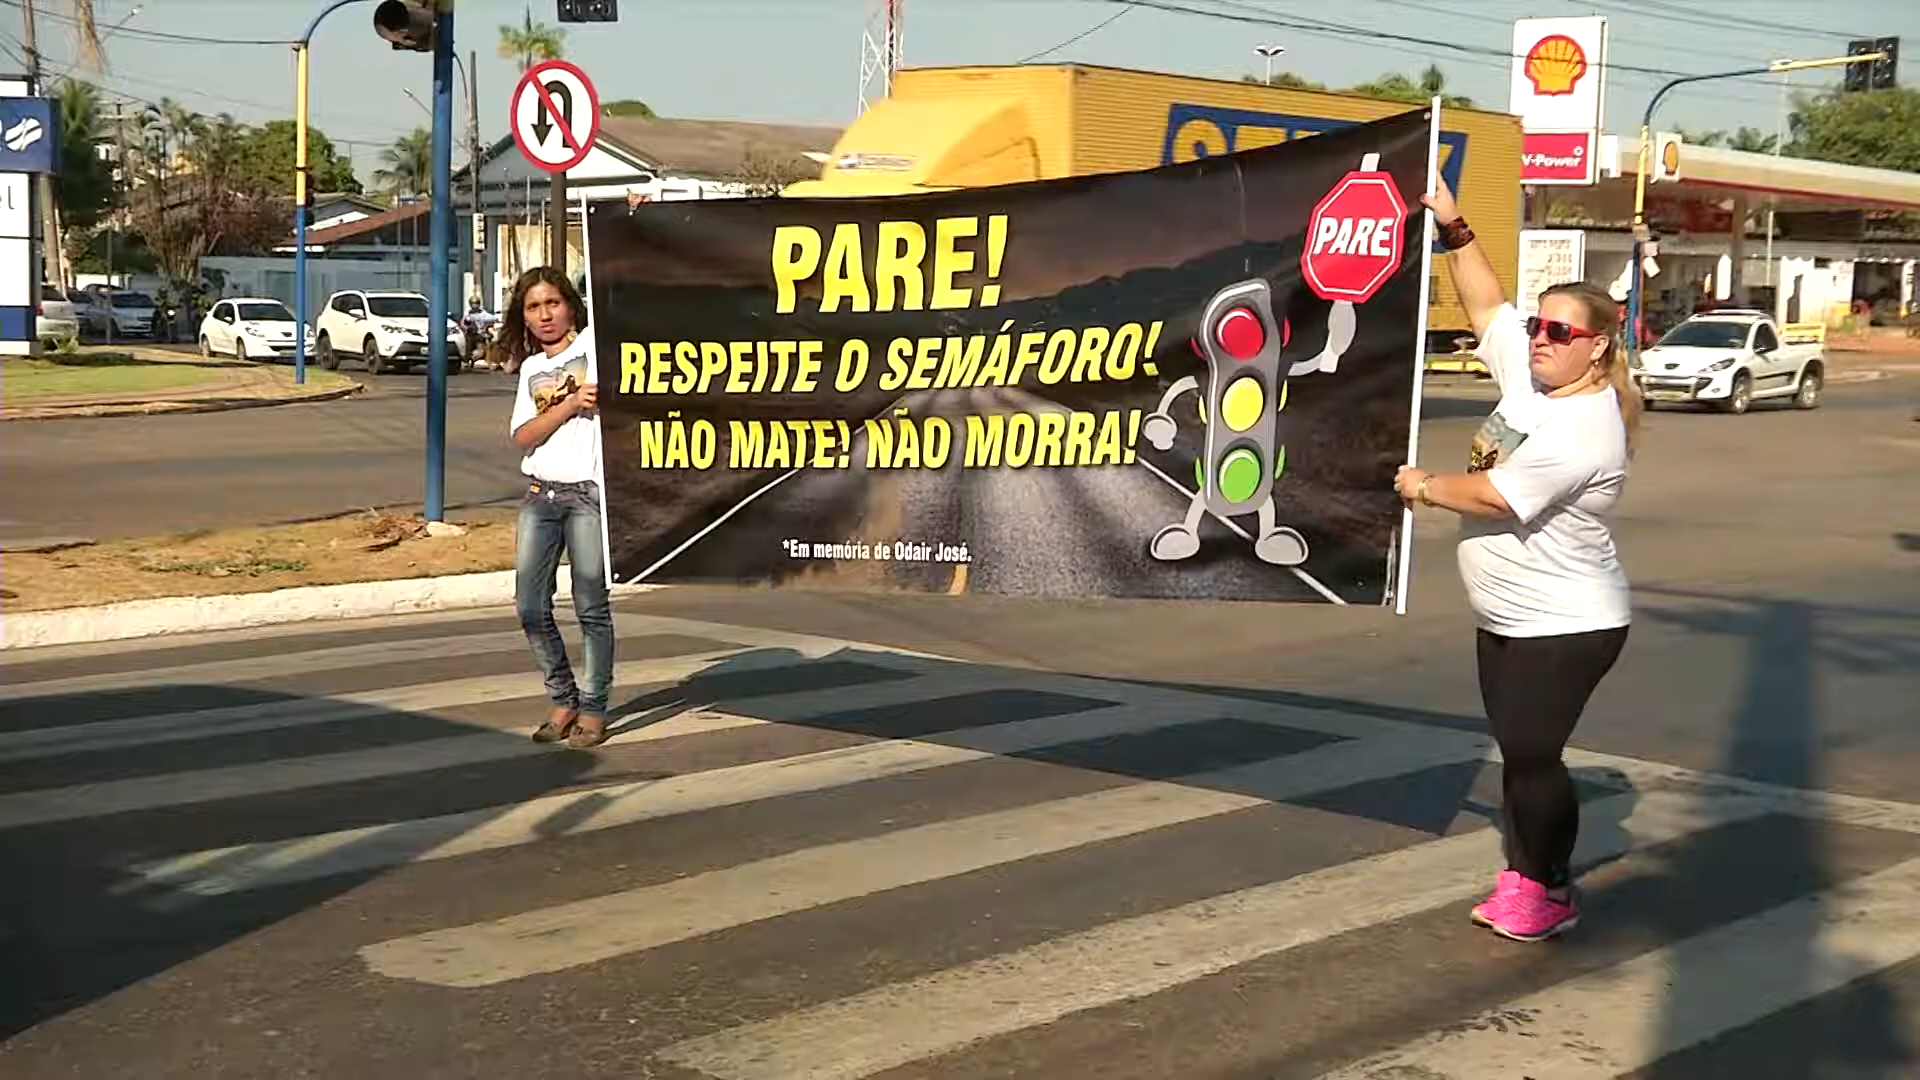 PARE!
RESPEITE O SEMÁFORO!
NÃO MATE! NÃO MORRA!
*Em memória de Odair José.
PARE
V-Power